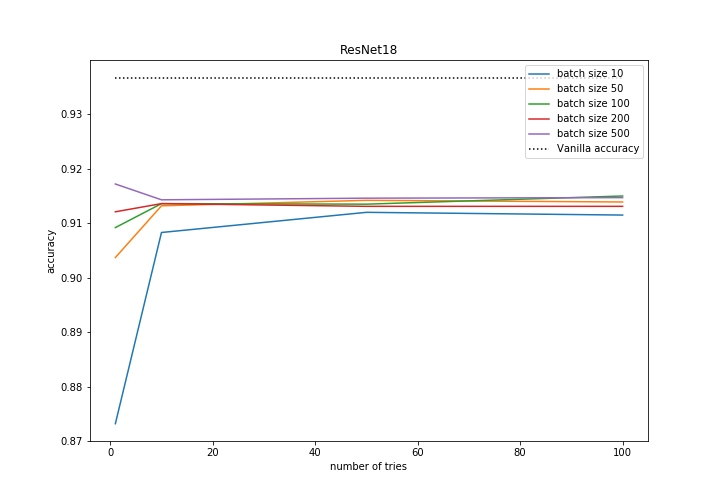 ResNet18
batch size 10
batch size 50
batch size 100
batch size 200
batch size 500
Vanilla accuracy
accuracy
0.93
0.92
0.91
0.90
0.89
0.88
0.87
0 20 40 60 80 100
number of tries